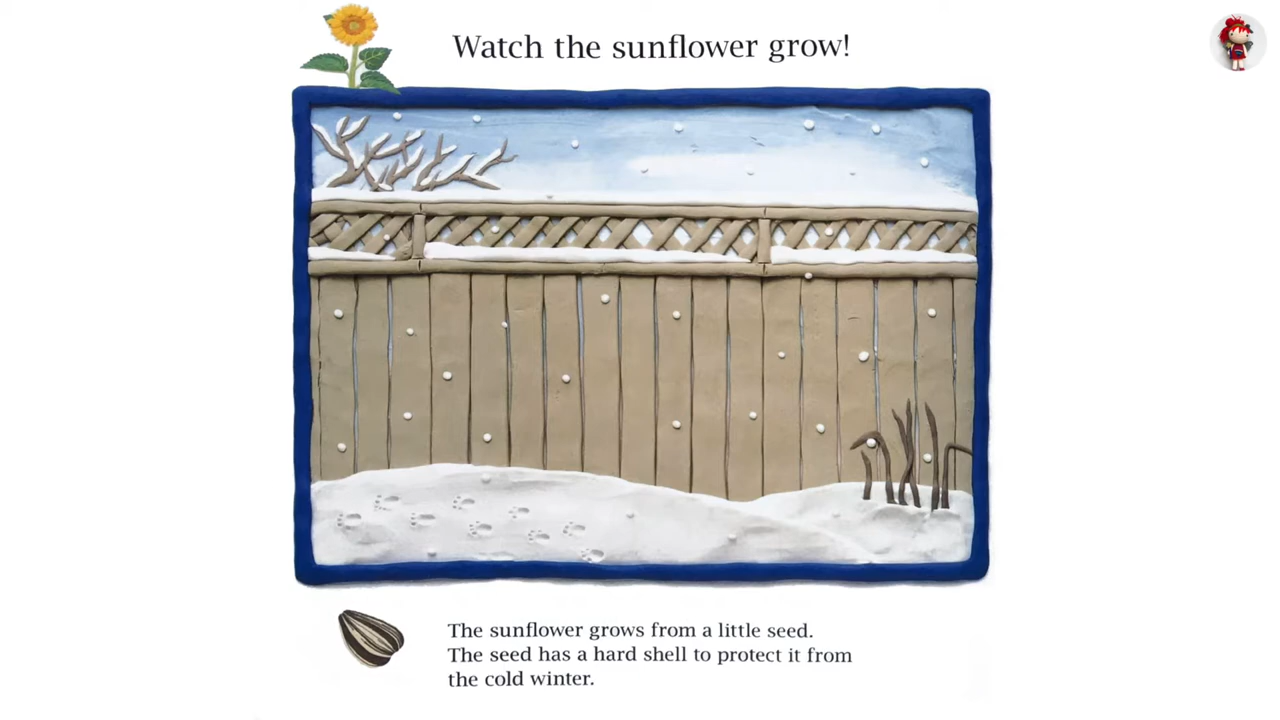 Watch the sunflower grow!
The sunflower grows from a little seed.
The seed has a hard shell to protect it from
the cold winter.